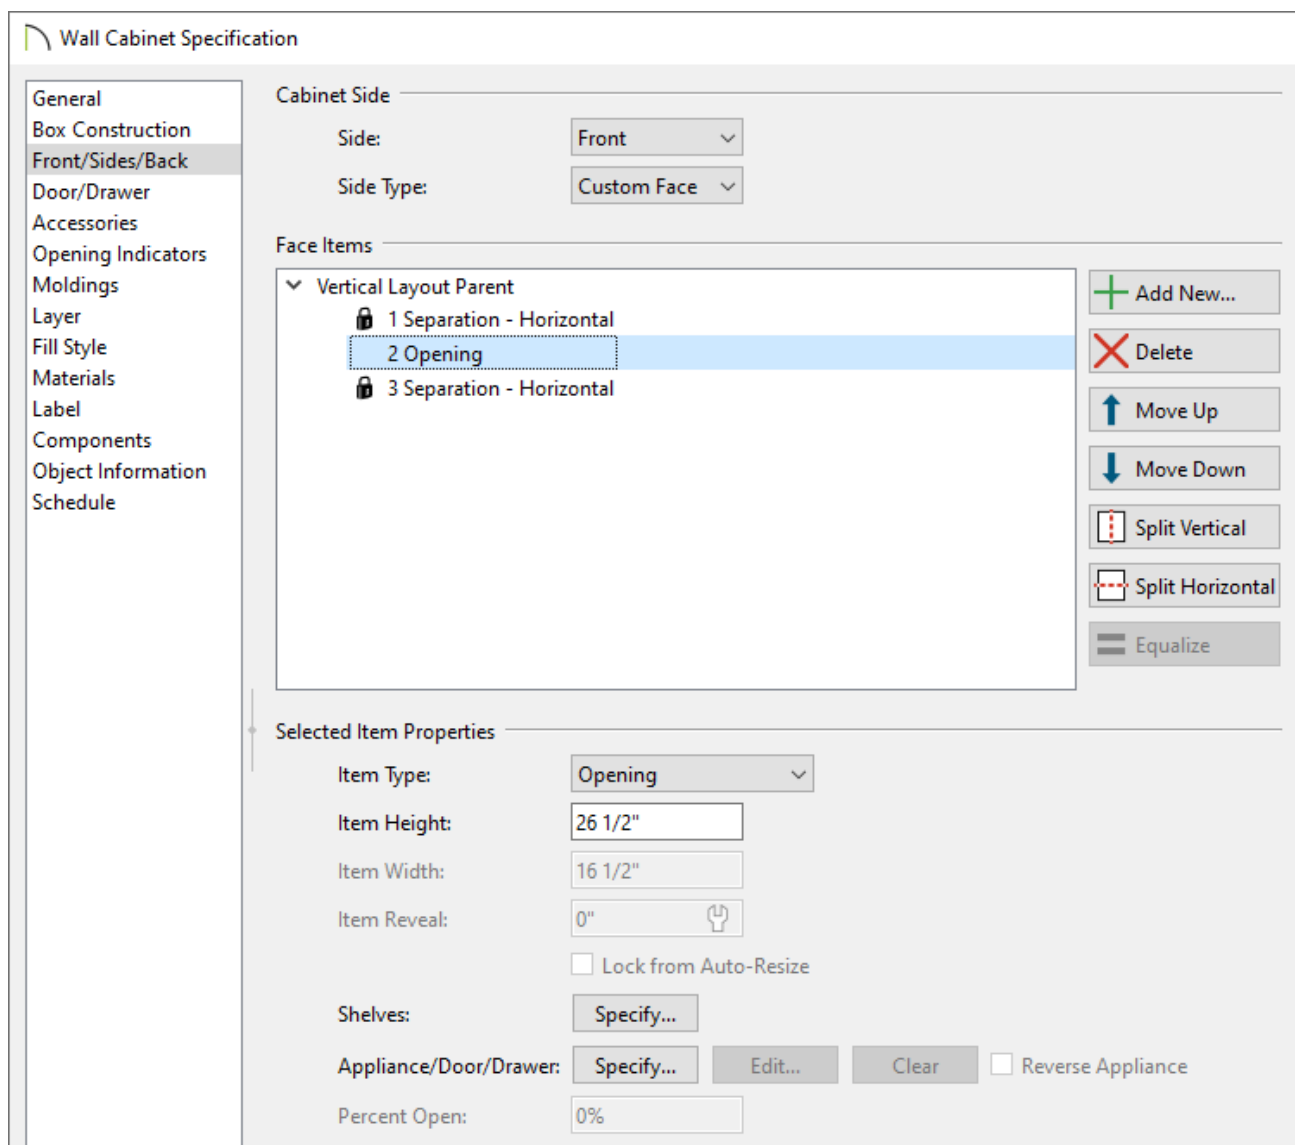 Wall Cabinet Specification
General
Box Construction
Front/Sides/Back
Door/Drawer
Accessories
Opening Indicators
Moldings
Layer
Fill Style
Materials
Label
Components
Object Information
Schedule
Cabinet Side
Side: Front
Side Type: Custom Face
Face Items
Vertical Layout Parent
1 Separation - Horizontal
2 Opening
3 Separation - Horizontal
Add New...
Delete
Move Up
Move Down
Split Vertical
Split Horizontal
Equalize
Selected Item Properties
Item Type: Opening
Item Height: 26 1/2"
Item Width: 16 1/2"
Item Reveal: 0"
Lock from Auto-Resize
Shelves: Specify...
Appliance/Door/Drawer: Specify... Edit... Clear Reverse Appliance
Percent Open: 0%